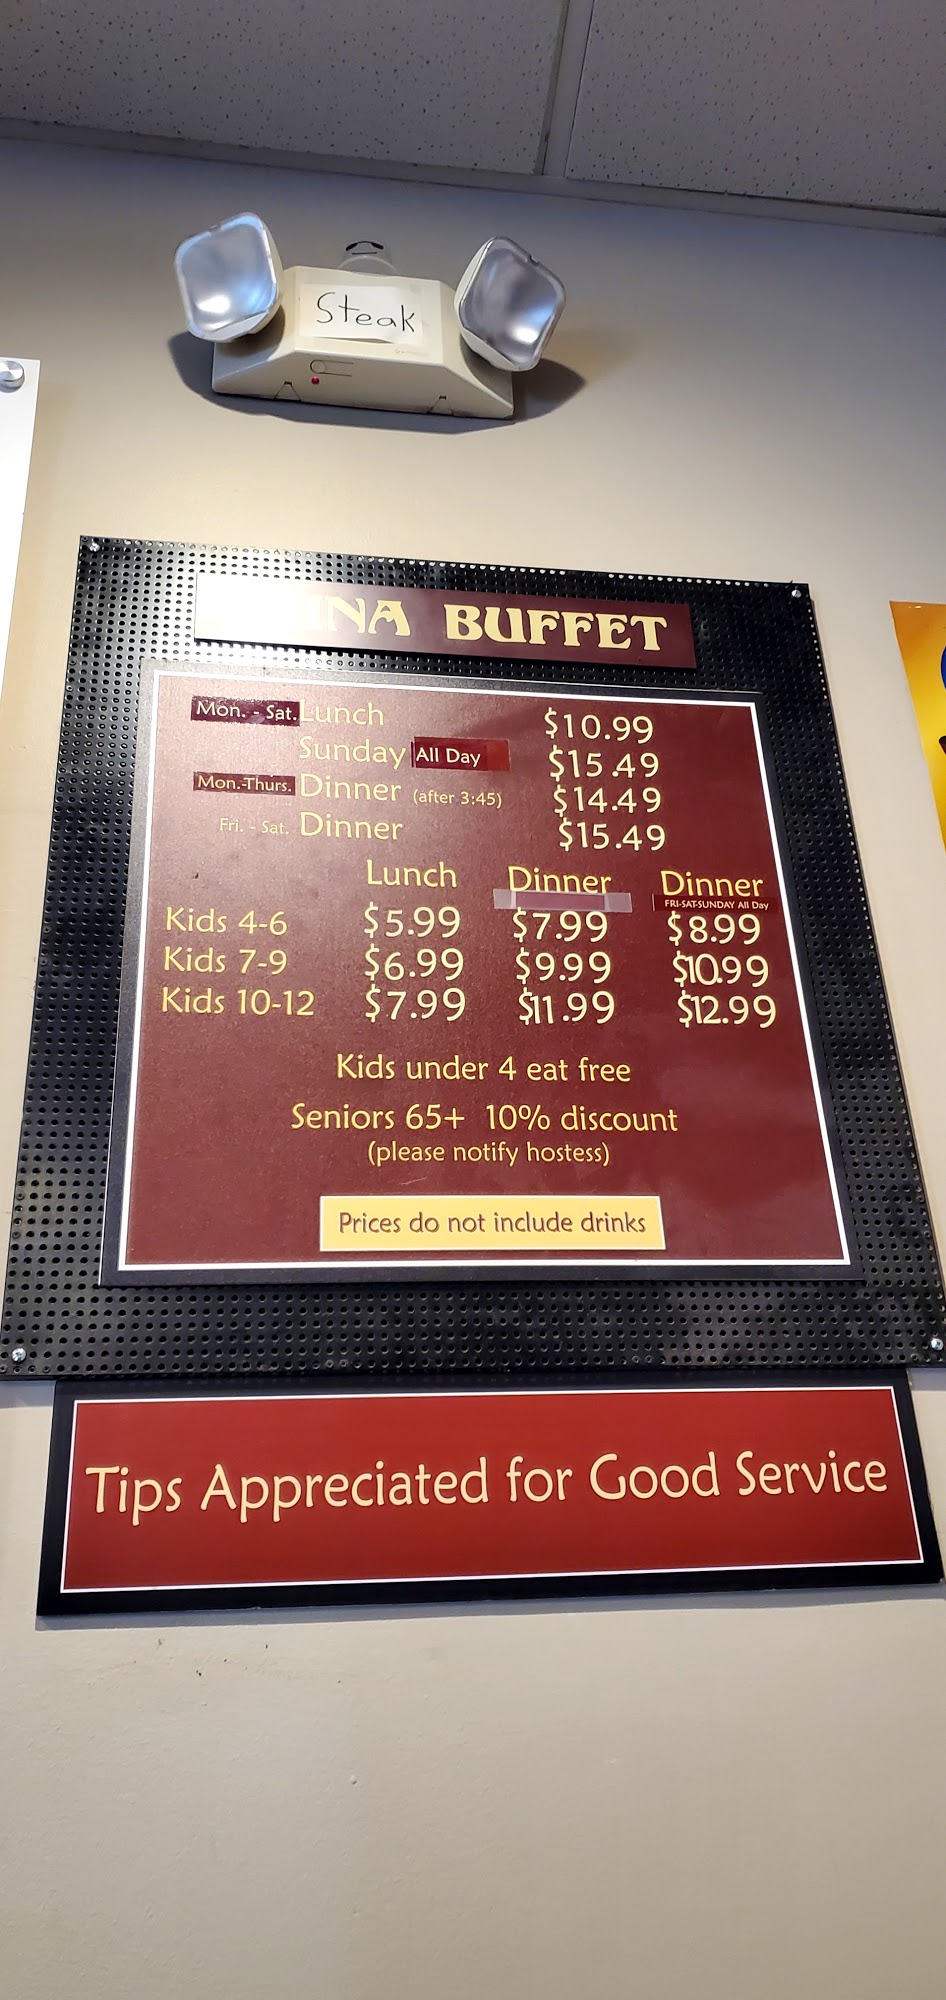 Steak
BUFFET
Mon. - Sat. Lunch $10.99
Sunday All Day $15.49
Mon.-Thurs. Dinner (after 3:45) $14.49
Fri. - Sat. Dinner $15.49
Lunch Dinner Dinner
FRI-SAT-SUNDAY All Day
Kids 4-6 $5.99 $7.99 $8.99
Kids 7-9 $6.99 $9.99 $10.99
Kids 10-12 $7.99 $11.99 $12.99
Kids under 4 eat free
Seniors 65+ 10% discount
(please notify hostess)
Prices do not include drinks
Tips Appreciated for Good Service